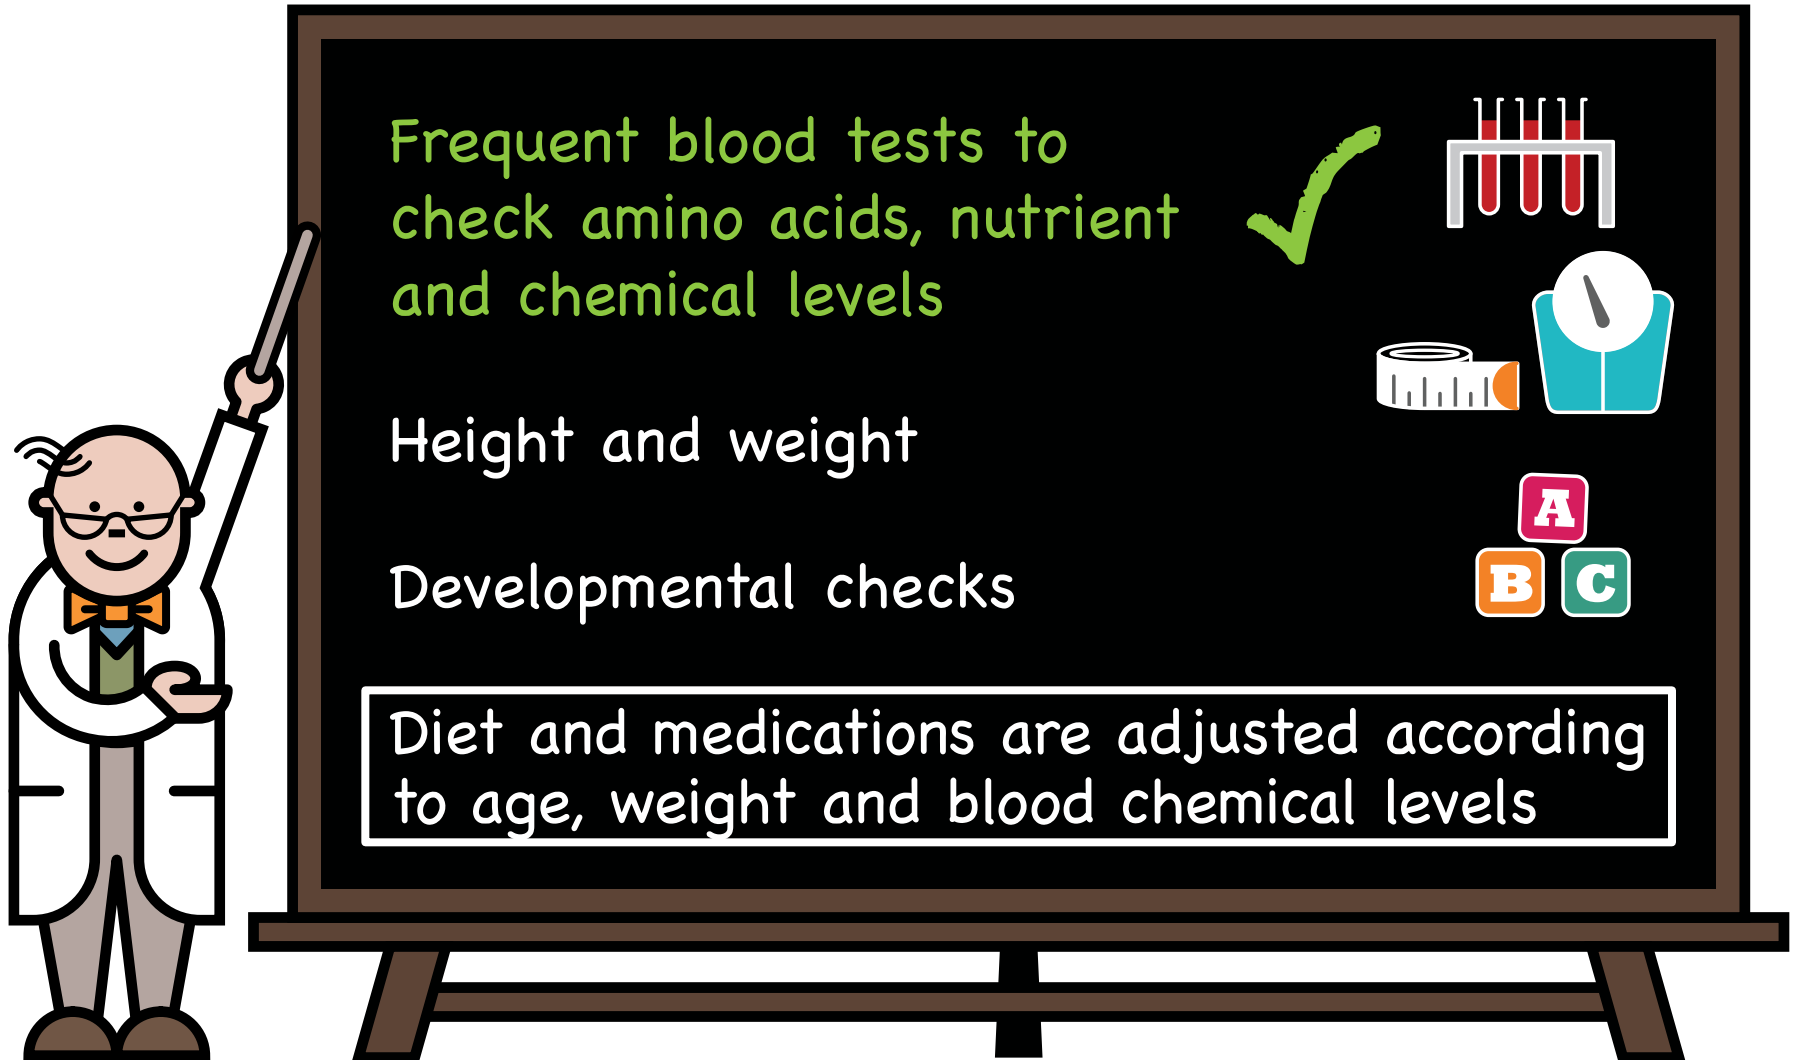 Frequent blood tests to
check amino acids, nutrient
and chemical levels
Height and weight
A
Developmental checks
B C
Diet and medications are adjusted according
to age, weight and blood chemical levels